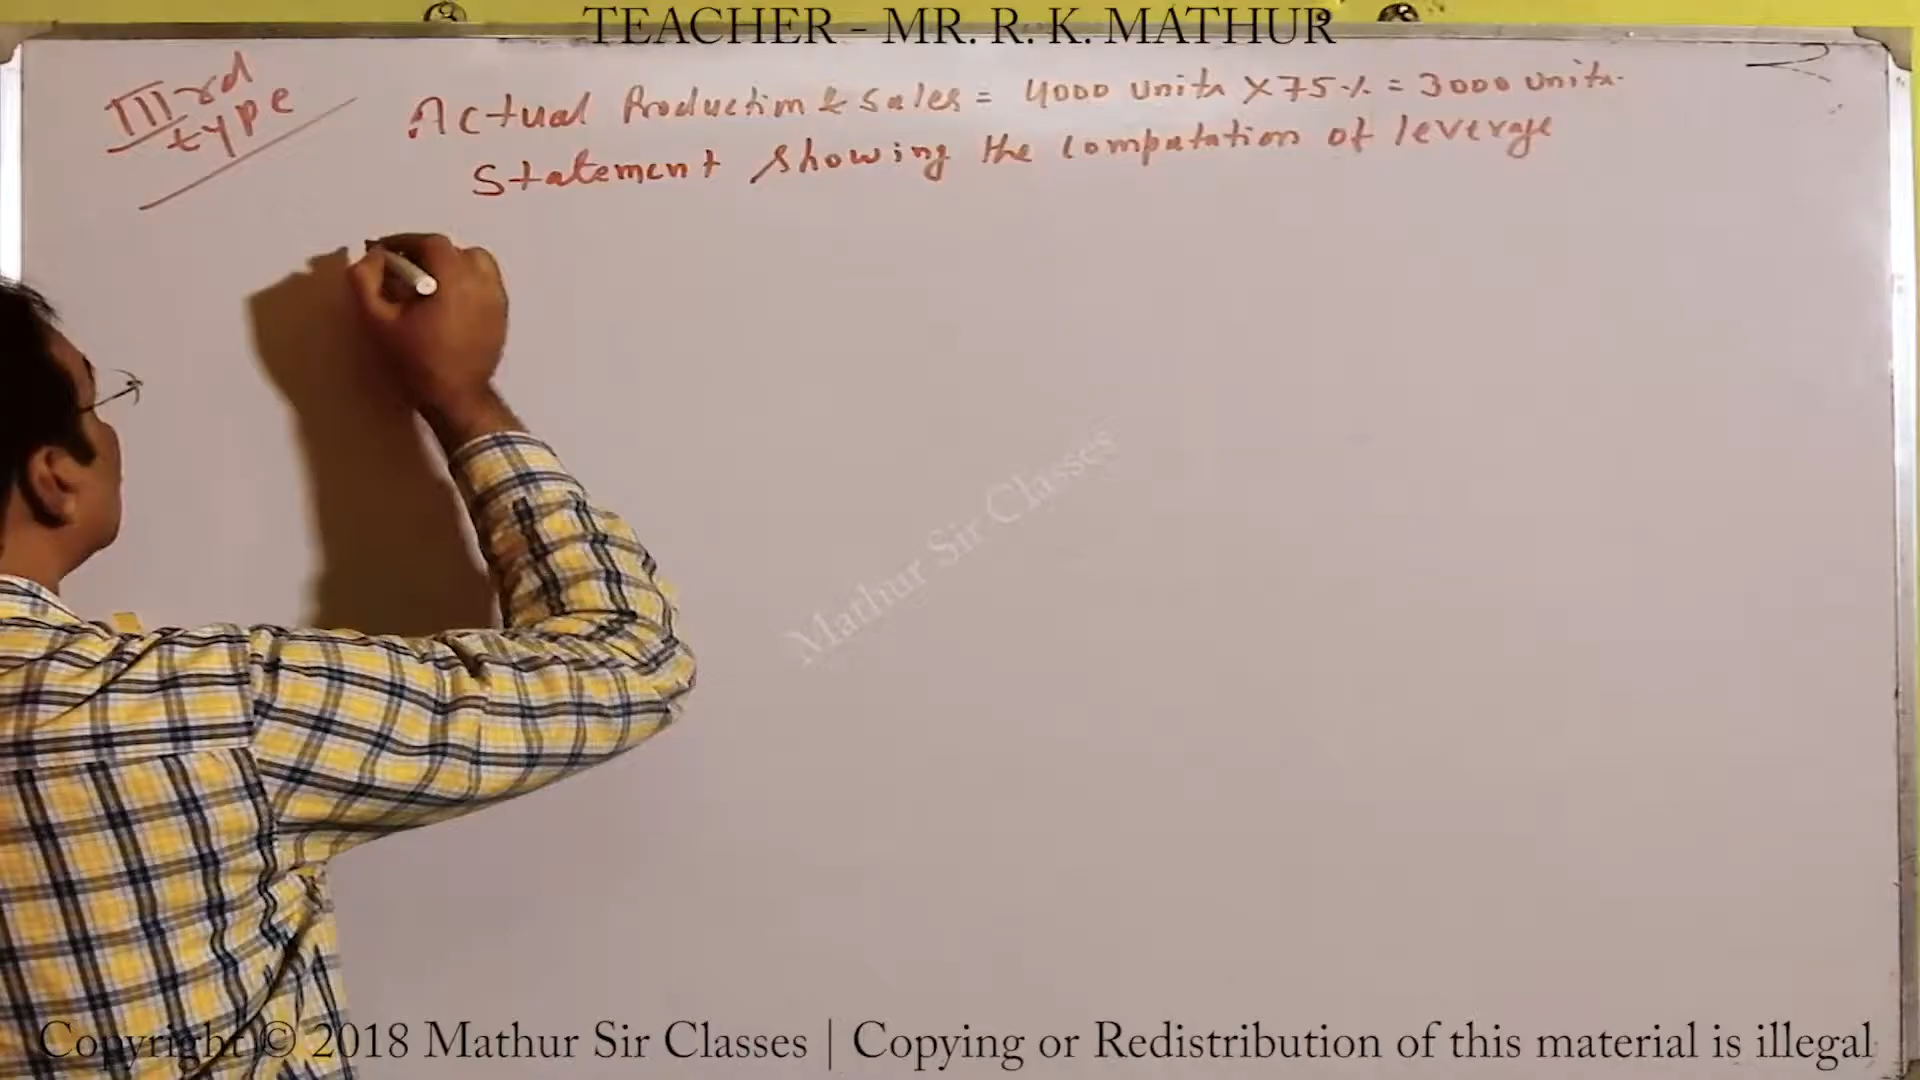 TEACHER - MR. R. K. MATHUR
IIIrd
type
Actual Production & Sales = 4000 units X 75% = 3000 units.
Statement showing the computation of leverage
Mathur Sir Classes
Copyright © 2018 Mathur Sir Classes | Copying or Redistribution of this material is illegal